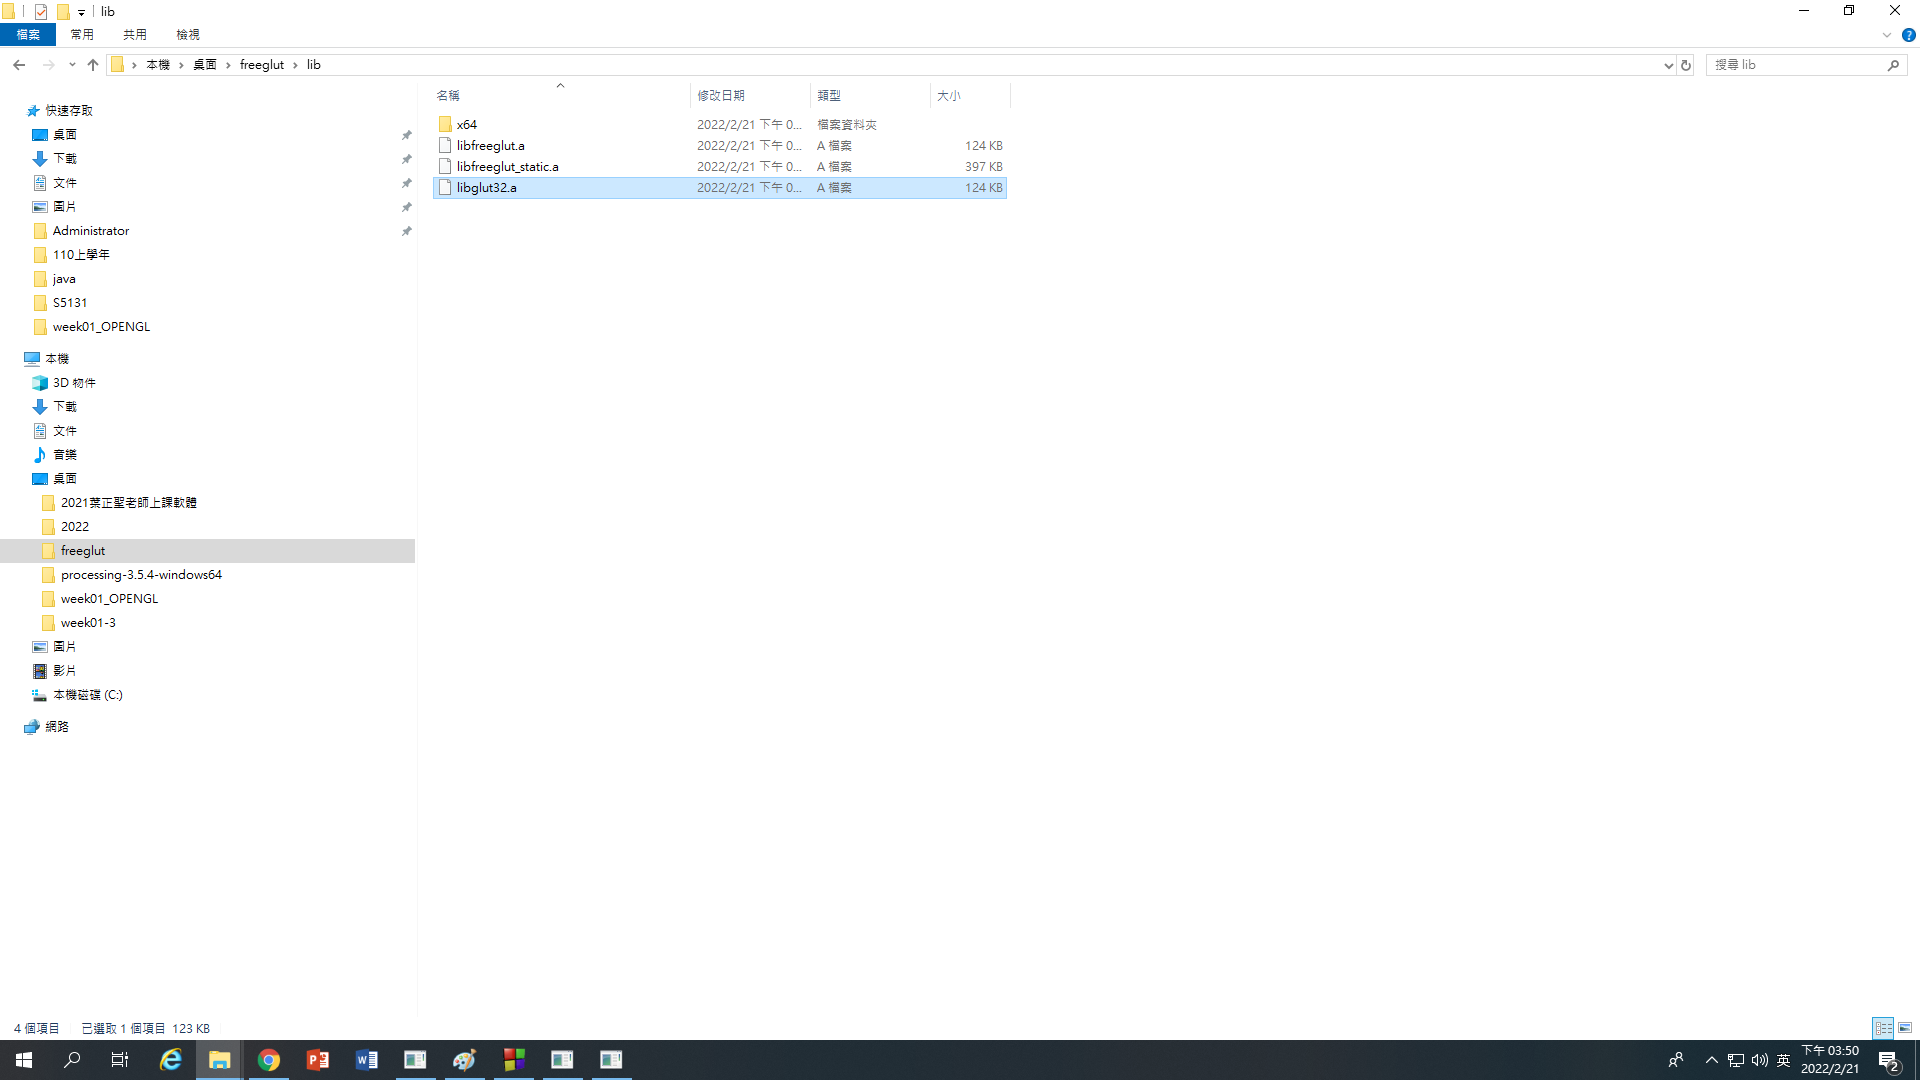 lib
檔案 常用 共用 檢視
本機 桌面 freeglut lib
搜尋 lib
名稱 修改日期 類型 大小
x64 2022/2/21 下午 0... 檔案資料夾
libfreeglut.a 2022/2/21 下午 0... A 檔案 124 KB
libfreeglut_static.a 2022/2/21 下午 0... A 檔案 397 KB
libglut32.a 2022/2/21 下午 0... A 檔案 124 KB
快速存取
桌面
下載
文件
圖片
Administrator
110上學年
java
S5131
week01_OPENGL
本機
3D 物件
下載
文件
音樂
桌面
2021葉正聖老師上課軟體
2022
freeglut
processing-3.5.4-windows64
week01_OPENGL
week01-3
圖片
影片
本機磁碟 (C:)
網路
4 個項目 已選取 1 個項目 123 KB
英
下午 03:50
2022/2/21
2